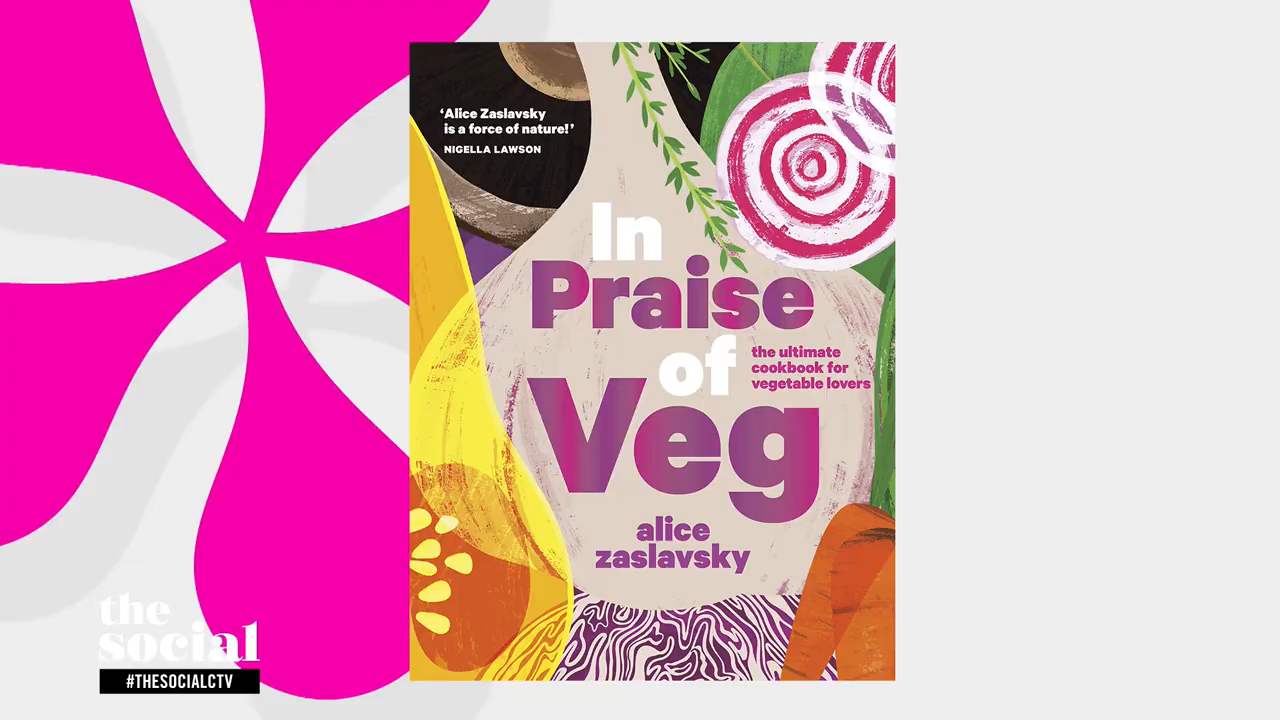 ‘Alice Zaslavsky
is a force of nature!’
NIGELLA LAWSON
In
Praise
of
the ultimate
cookbook for
vegetable lovers
Veg
alice
zaslavsky
the
social
#THESOCIALCTV